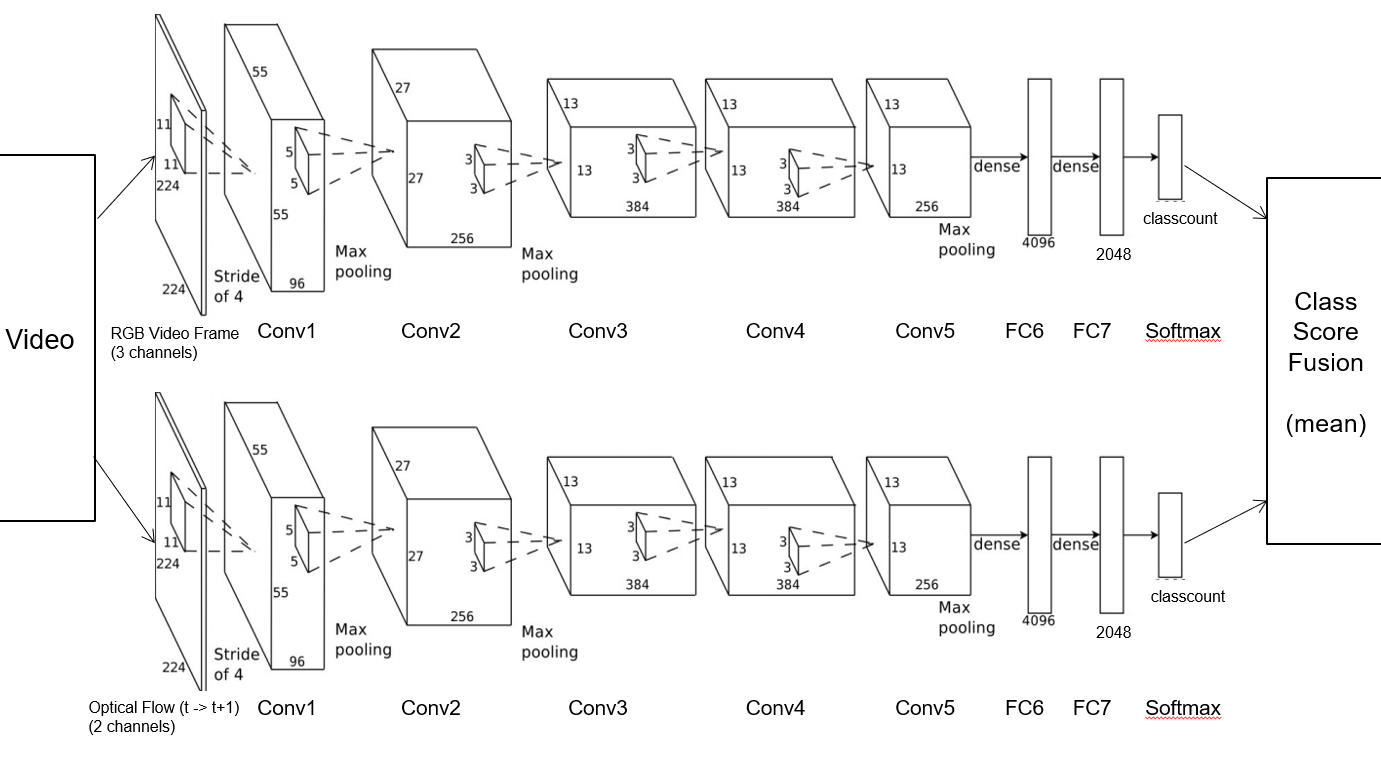 Video
11
11
224
224
Stride
of 4
RGB Video Frame
(3 channels)
55
55
5
5
96
Conv1
Max
pooling
27
27
3
3
256
Conv2
Max
pooling
13
13
3
3
384
Conv3
13
13
3
3
384
Conv4
13
13
256
Max
pooling
Conv5
dense
4096
FC6
dense
2048
FC7
classcount
Softmax
11
11
224
224
Stride
of 4
Optical Flow (t -> t+1)
(2 channels)
55
55
5
5
96
Conv1
Max
pooling
27
27
3
3
256
Conv2
Max
pooling
13
13
3
3
384
Conv3
13
13
3
3
384
Conv4
13
13
256
Max
pooling
Conv5
dense
4096
FC6
dense
2048
FC7
classcount
Softmax
Class
Score
Fusion
(mean)